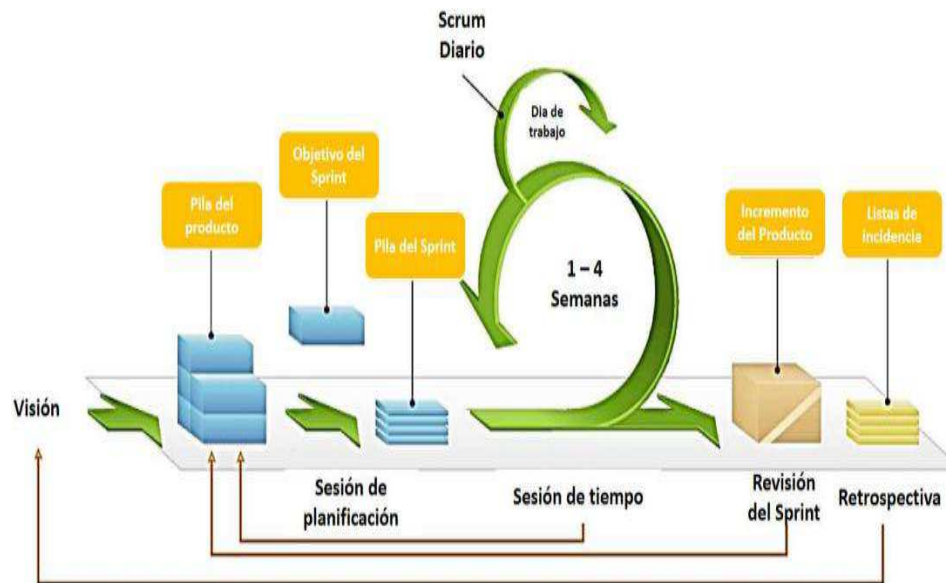 Scrum
Diario
Dia de
trabajo
Objetivo del
Sprint
Pila del
producto
Pila del Sprint
Incremento
del Producto
Listas de
incidencia
1 – 4
Semanas
Visión
Sesión de
planificación
Sesión de tiempo
Revisión
del Sprint
Retrospectiva